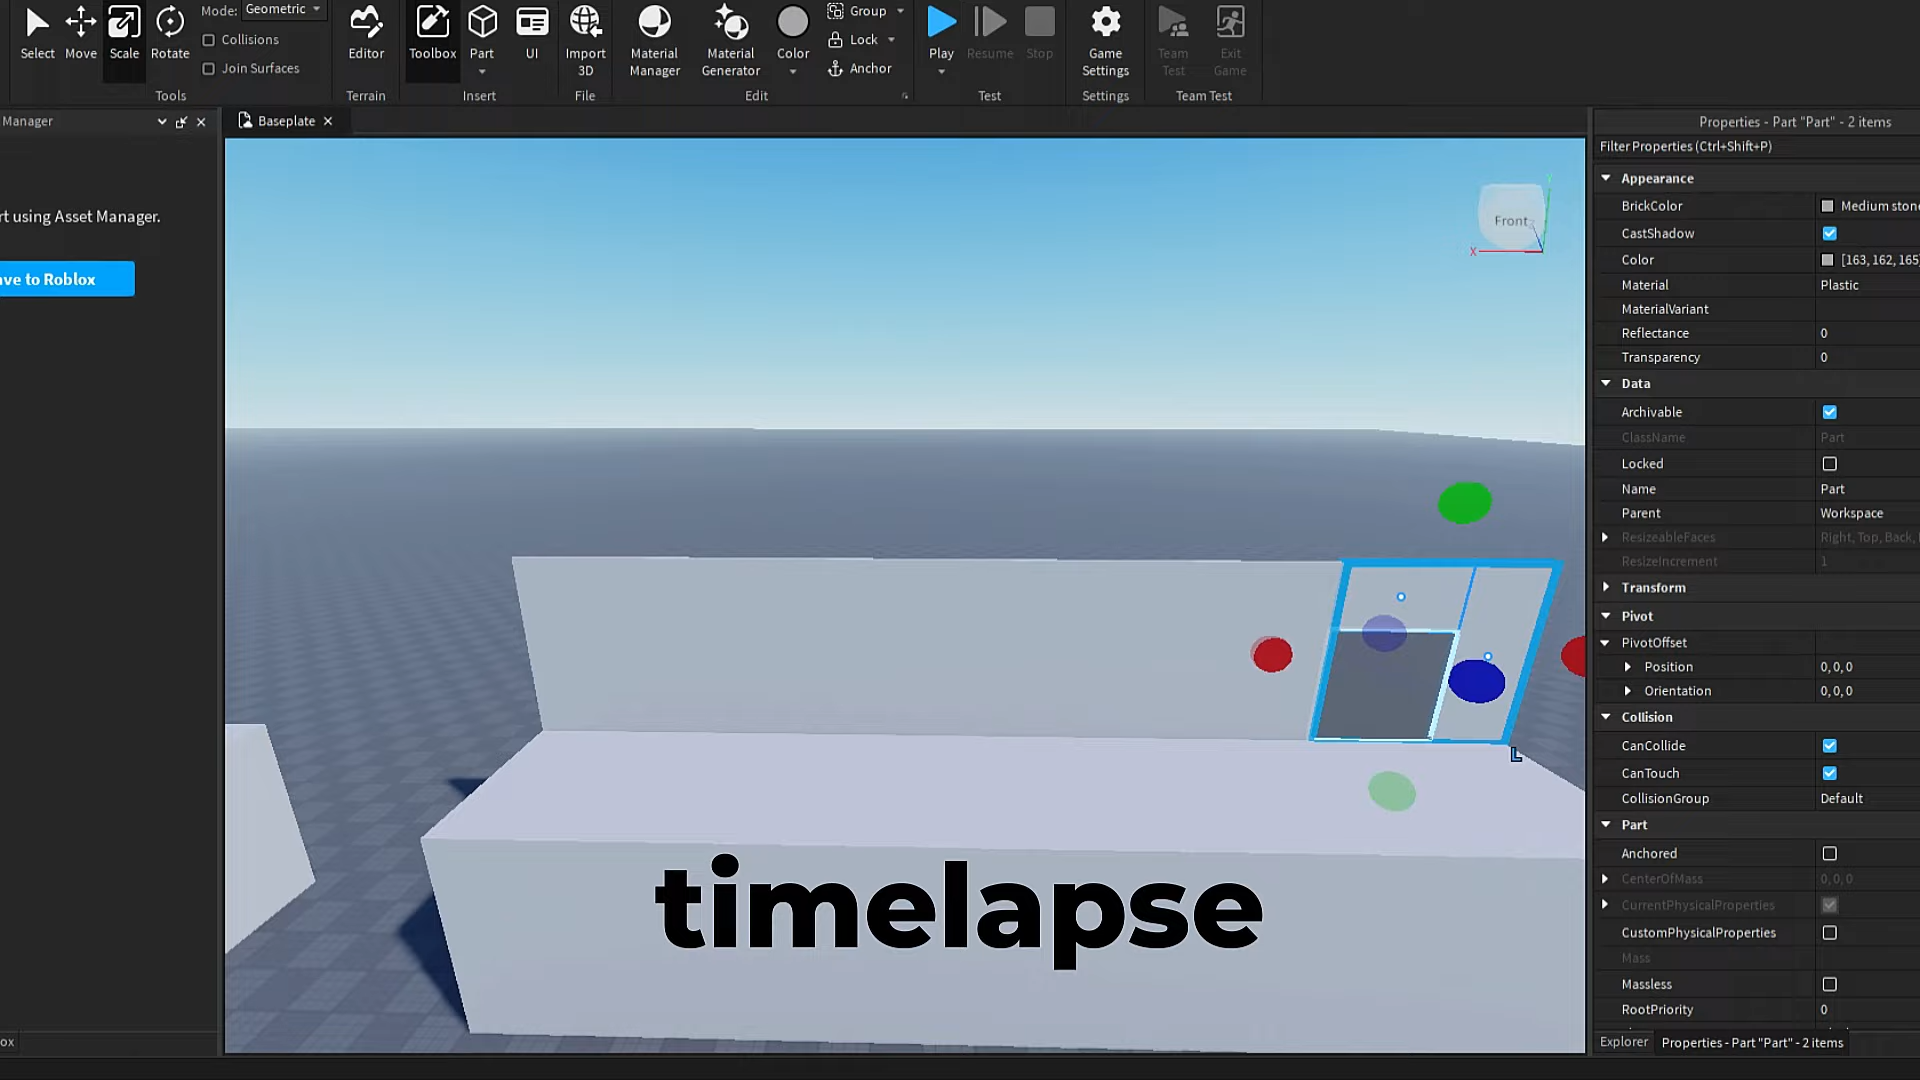 Mode: Geometric
Collisions
Join Surfaces
Select Move Scale Rotate
Tools
Editor
Terrain
Toolbox Part UI
Insert
Import
3D
File
Material
Manager
Material
Generator
Color
Group
Lock
Anchor
Edit
Play Resume Stop
Test
Game
Settings
Settings
Team
Test
Exit
Game
Team Test
Manager
rt using Asset Manager.
ave to Roblox
ox
Baseplate
Front
X
Y
Z
timelapse
Properties - Part "Part" - 2 items
Filter Properties (Ctrl+Shift+P)
Appearance
BrickColor Medium stone
CastShadow
Color [163, 162, 165]
Material Plastic
MaterialVariant
Reflectance 0
Transparency 0
Data
Archivable
ClassName Part
Locked
Name Part
Parent Workspace
ResizeableFaces Right, Top, Back,
ResizeIncrement 1
Transform
Pivot
PivotOffset
Position 0, 0, 0
Orientation 0, 0, 0
Collision
CanCollide
CanTouch
CollisionGroup Default
Part
Anchored
CenterOfMass 0, 0, 0
CurrentPhysicalProperties
CustomPhysicalProperties
Mass
Massless
RootPriority 0
Explorer Properties - Part "Part" - 2 items